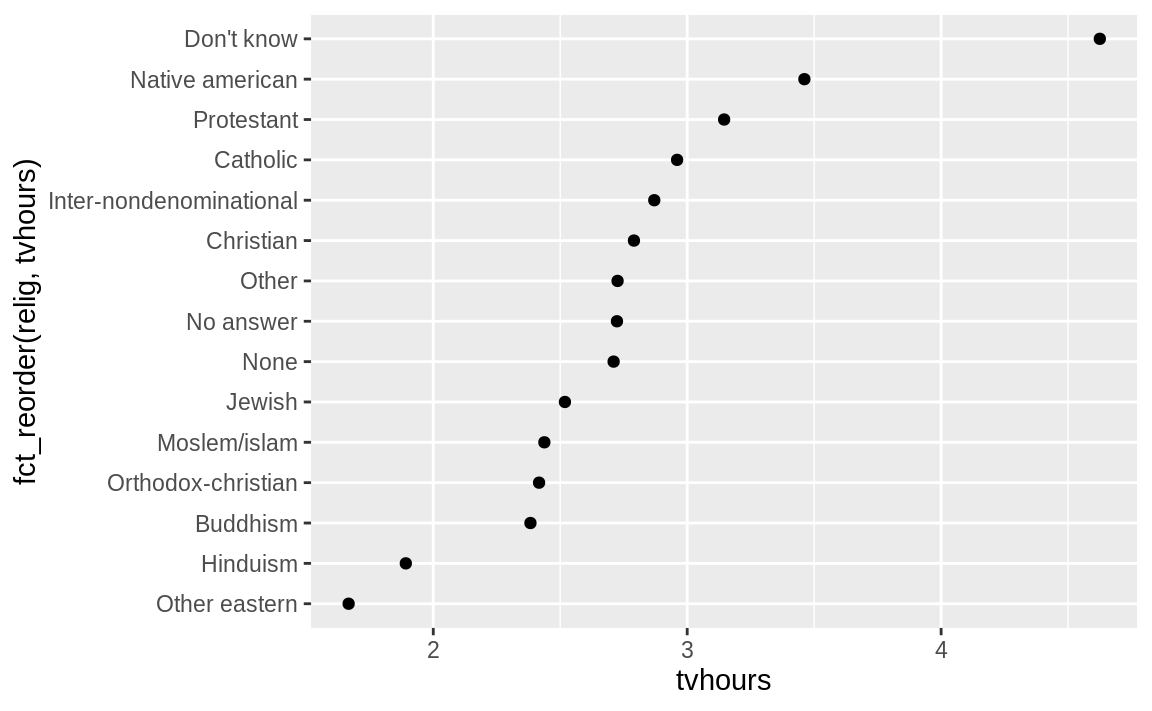 Don't know
Native american
Protestant
Catholic
Inter-nondenominational
Christian
Other
No answer
None
Jewish
Moslem/islam
Orthodox-christian
Buddhism
Hinduism
Other eastern
fct_reorder(relig, tvhours)
2 3 4
tvhours